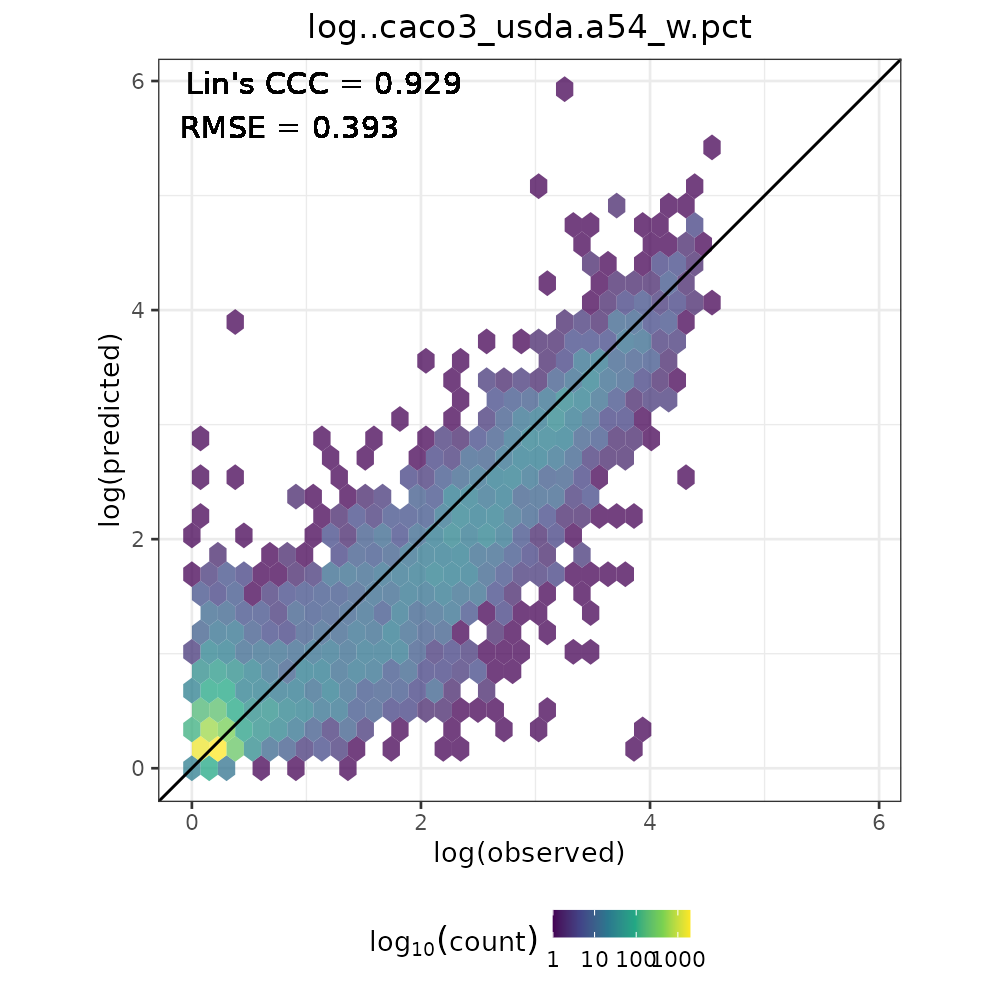 log..caco3_usda.a54_w.pct
Lin's CCC = 0.929
RMSE = 0.393
6
4
2
0
log(predicted)
0 2 4 6
log(observed)
log10(count)
1 10 100 1000